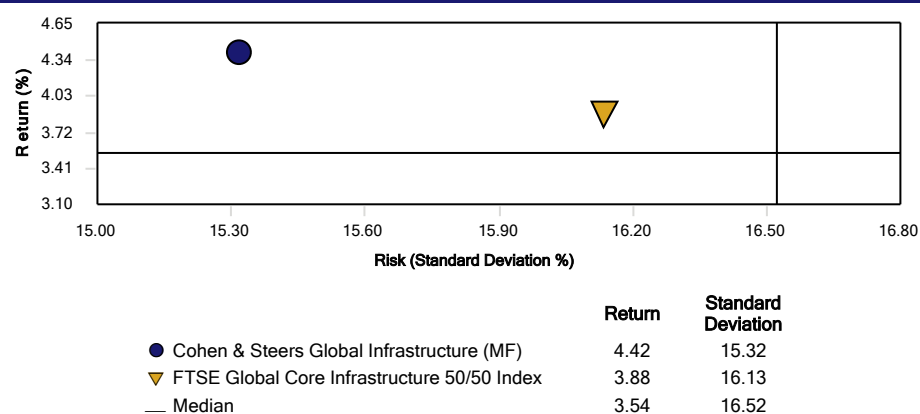 4.65
4.34
4.03
3.72
3.41
3.10
Return (%)
15.00 15.30 15.60 15.90 16.20 16.50 16.80
Risk (Standard Deviation %)
Return Standard Deviation
Cohen & Steers Global Infrastructure (MF) 4.42 15.32
FTSE Global Core Infrastructure 50/50 Index 3.88 16.13
Median 3.54 16.52